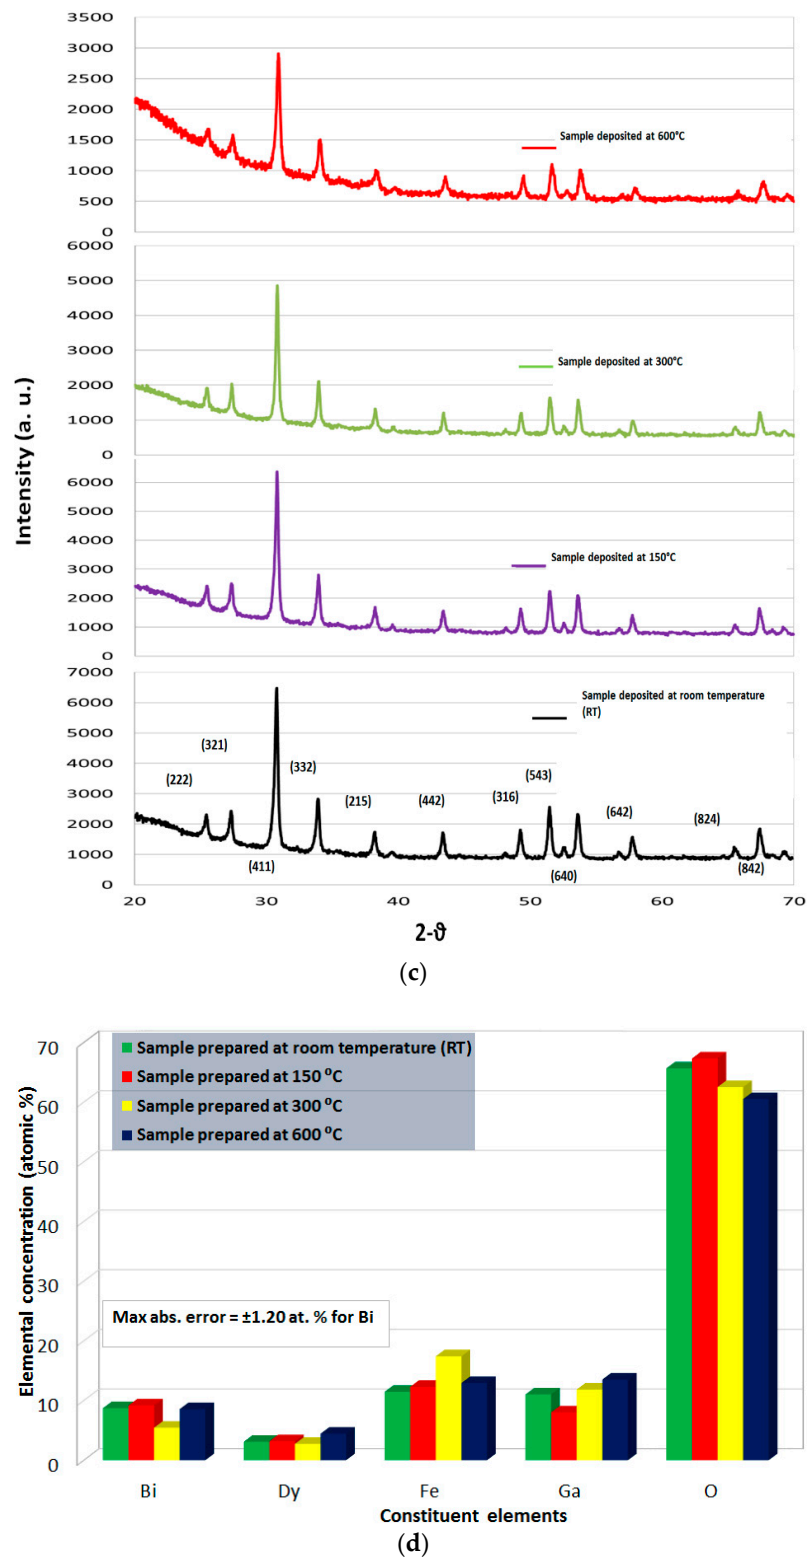 3500
3000
2500
2000
1500
1000
500
0
Sample deposited at 600°C
6000
5000
4000
3000
2000
1000
0
Sample deposited at 300°C
Intensity (a. u.)
6000
5000
4000
3000
2000
1000
0
Sample deposited at 150°C
7000
6000
5000
4000
3000
2000
1000
0
Sample deposited at room temperature
(RT)
(222)
(321)
(411)
(332)
(215)
(442)
(316)
(543)
(640)
(642)
(824)
(842)
20
30
40
50
60
70
2-ϑ
(c)
70
60
50
40
30
20
10
0
Elemental concentration (atomic %)
Sample prepared at room temperature (RT)
Sample prepared at 150 °C
Sample prepared at 300 °C
Sample prepared at 600 °C
Max abs. error = ±1.20 at. % for Bi
Bi
Dy
Fe
Ga
O
Constituent elements
(d)